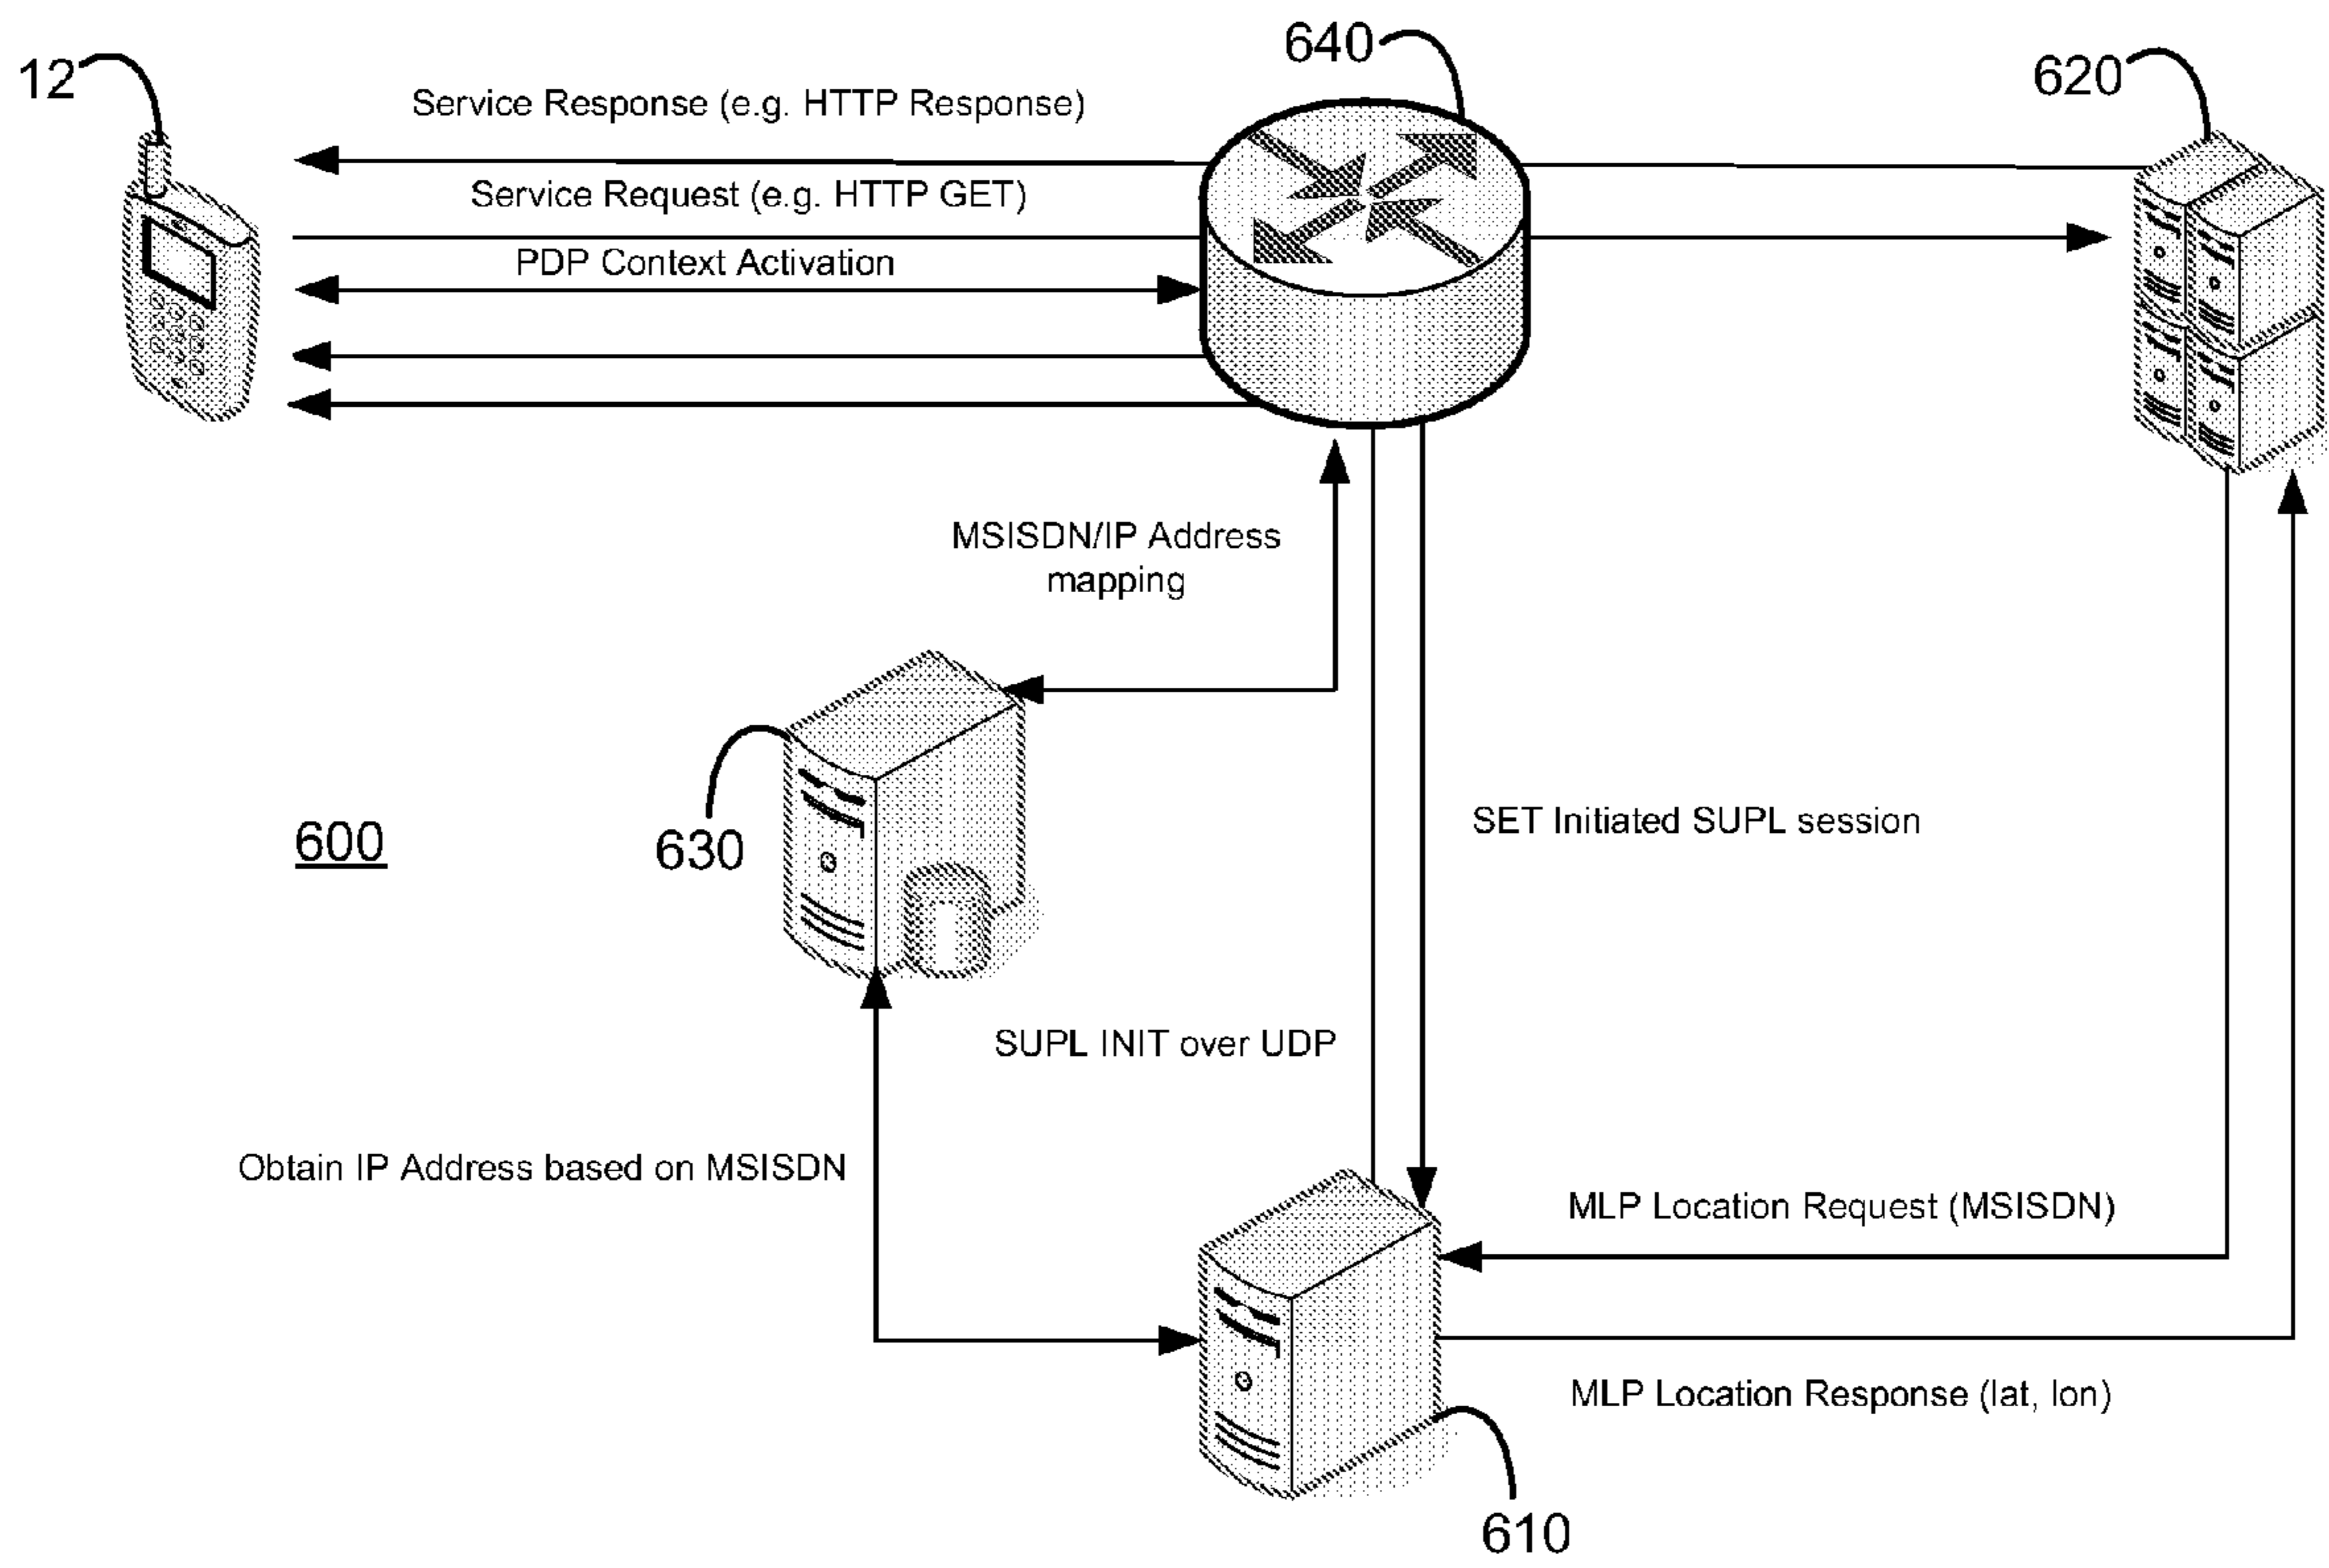 640
620
12
Service Response (e.g. HTTP Response)
Service Request (e.g. HTTP GET)
PDP Context Activation
MSISDN/IP Address
mapping
630
600
SET Initiated SUPL session
SUPL INIT over UDP
Obtain IP Address based on MSISDN
MLP Location Request (MSISDN)
MLP Location Response (lat, lon)
610